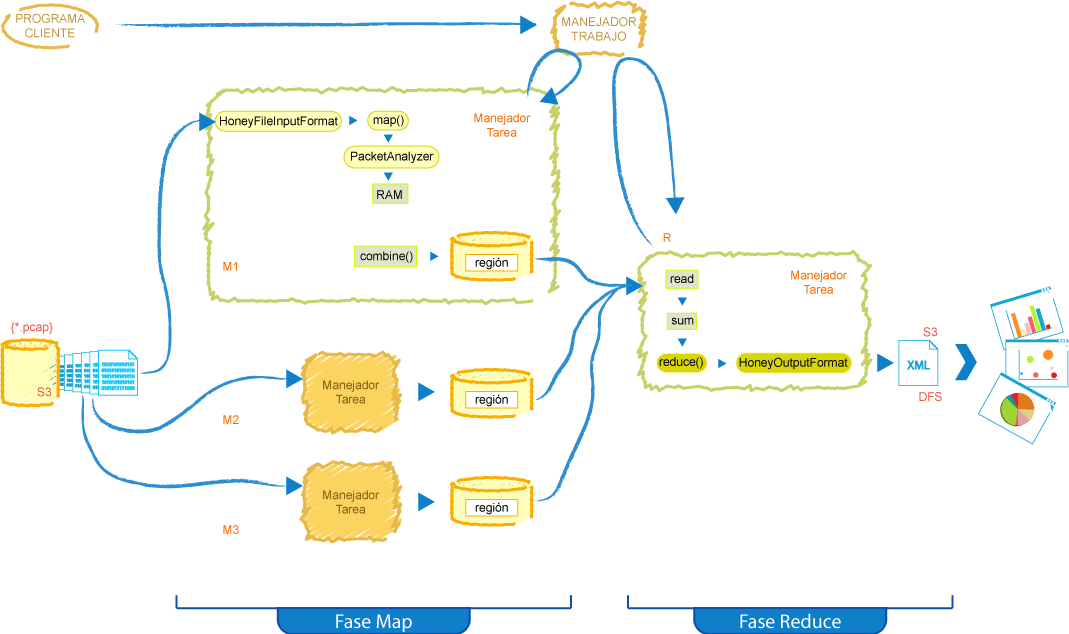 PROGRAMA
CLIENTE
MANEJADOR
TRABAJO
HoneyFileInputFormat
map()
Manejador
Tarea
PacketAnalyzer
RAM
combine()
región
M1
R
read
Manejador
Tarea
sum
reduce()
HoneyOutputFormat
{*.pcap}
S3
S3
XML
DFS
Manejador
Tarea
región
M2
Manejador
Tarea
región
M3
Fase Map
Fase Reduce